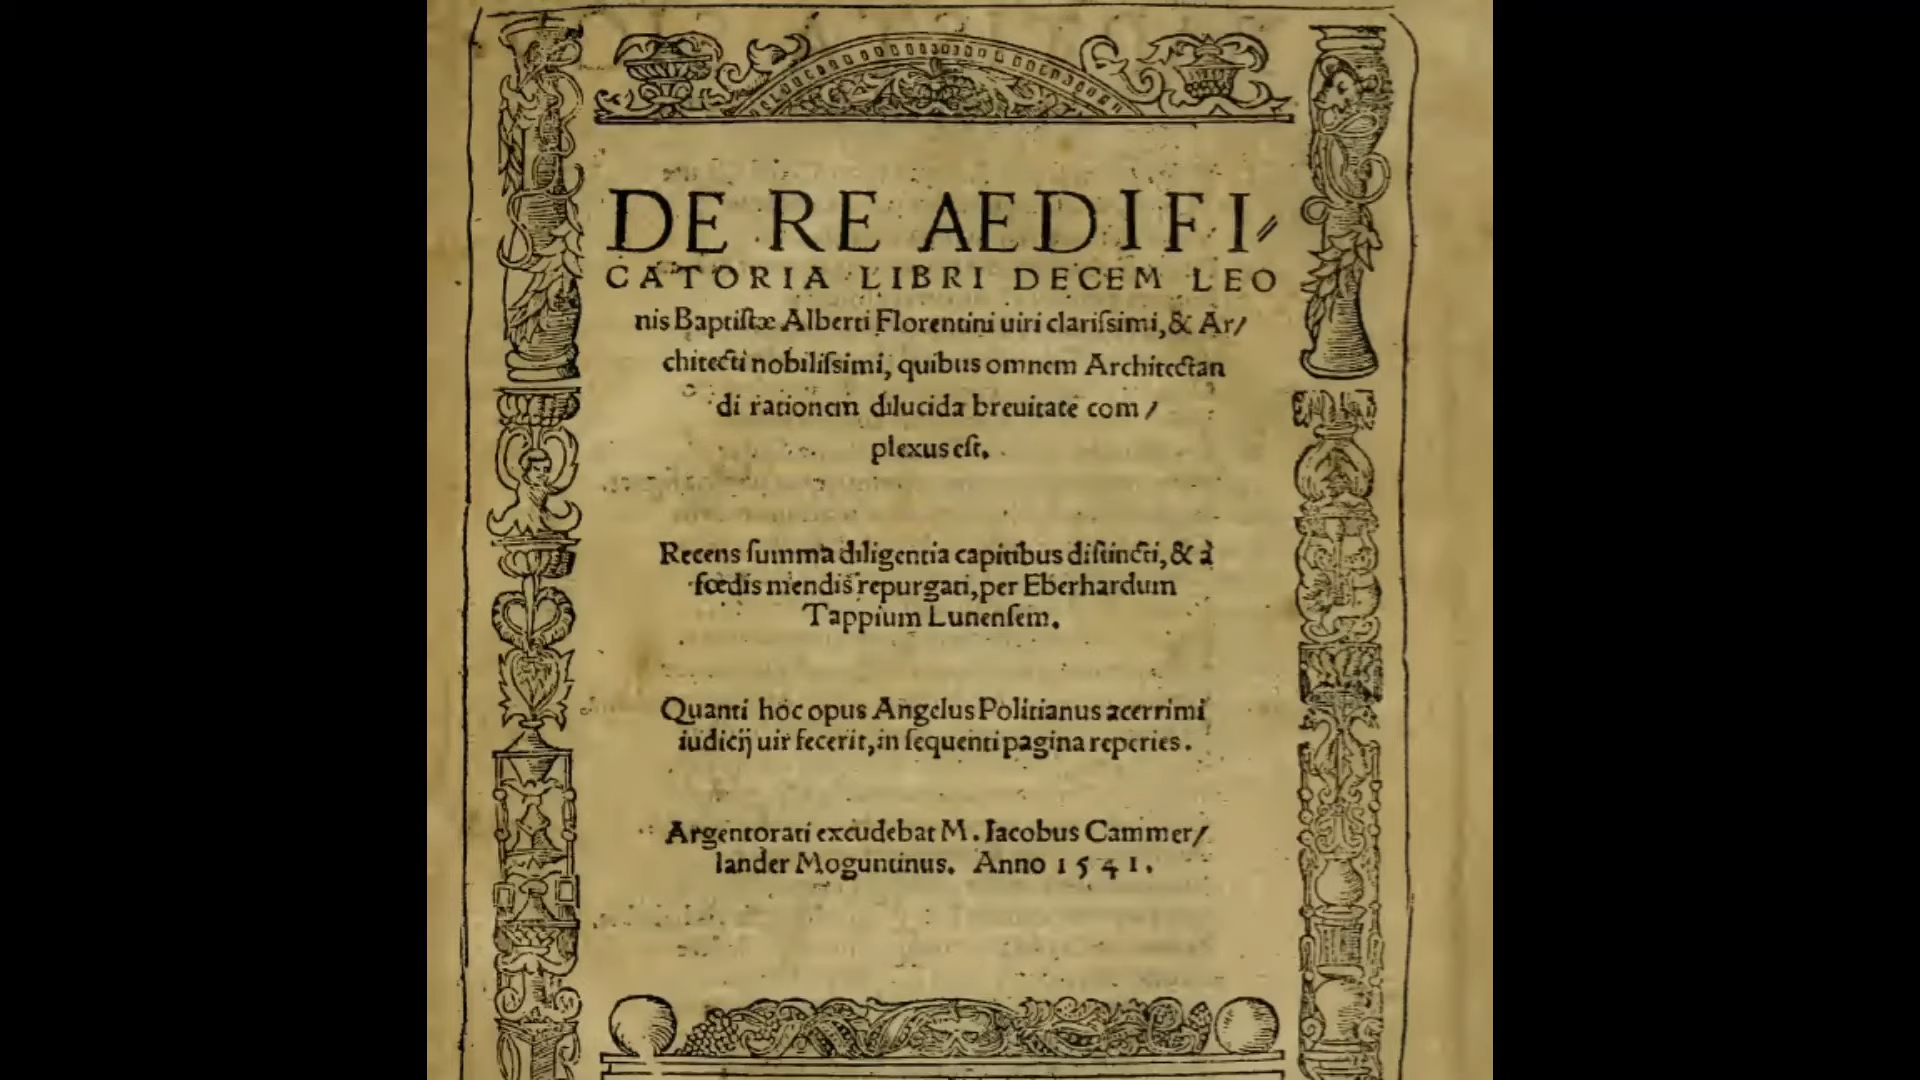 DE RE AEDIFI⸗
CATORIA LIBRI DECEM LEO
nis Baptiſtæ Alberti Florentini uiri clariſsimi, & Ar/
chitecti nobiliſsimi, quibus omnem Architectan
di rationem dilucida breuitate com/
plexus eſt.
Recens ſumma diligentia capitibus diſtincti, & à
fœdis mendis repurgati, per Eberhardum
Tappium Lunenſem.
Quanti hoc opus Angelus Politianus acerrimi
iudicij uir fecerit, in ſequenti pagina reperies.
Argentorati excudebat M. Iacobus Cammer/
lander Moguntinus. Anno 1541.